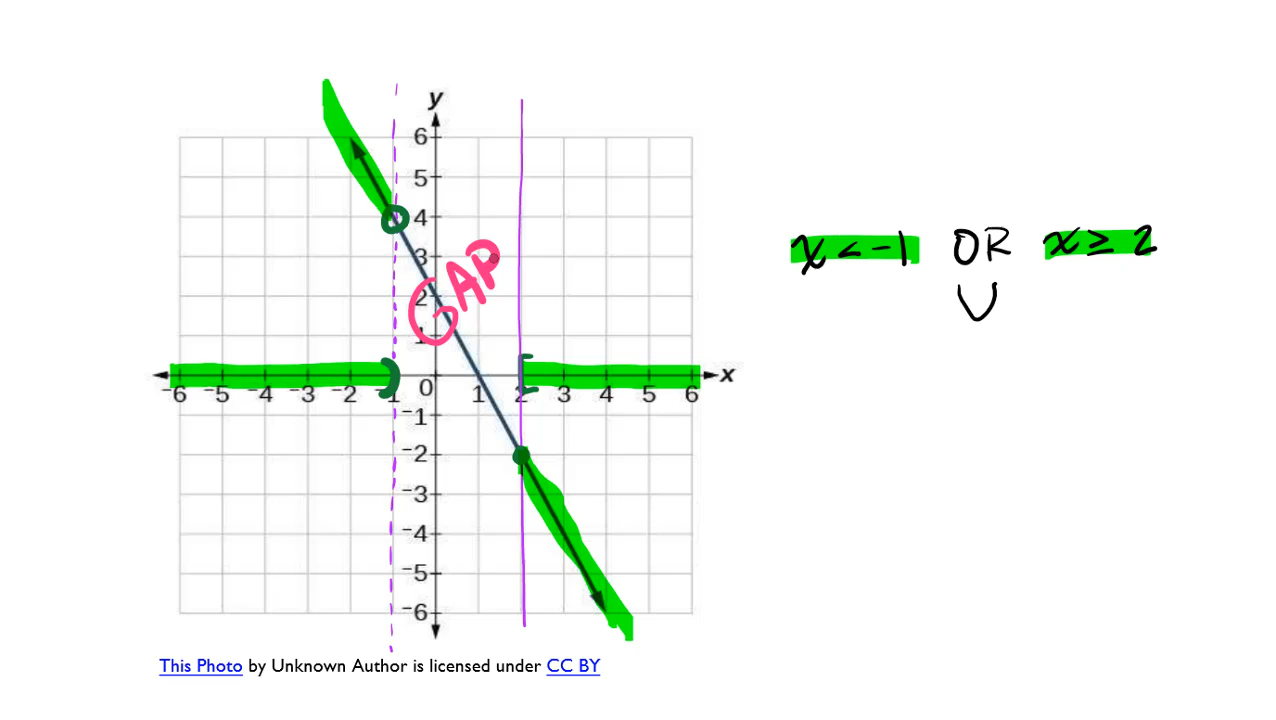 y
6
5
4
3
2
1
GAP
x < -1 OR x ≥ 2
∪
-6 -5 -4 -3 -2 -1 0 1 2 3 4 5 6 x
-1
-2
-3
-4
-5
-6
This Photo by Unknown Author is licensed under CC BY